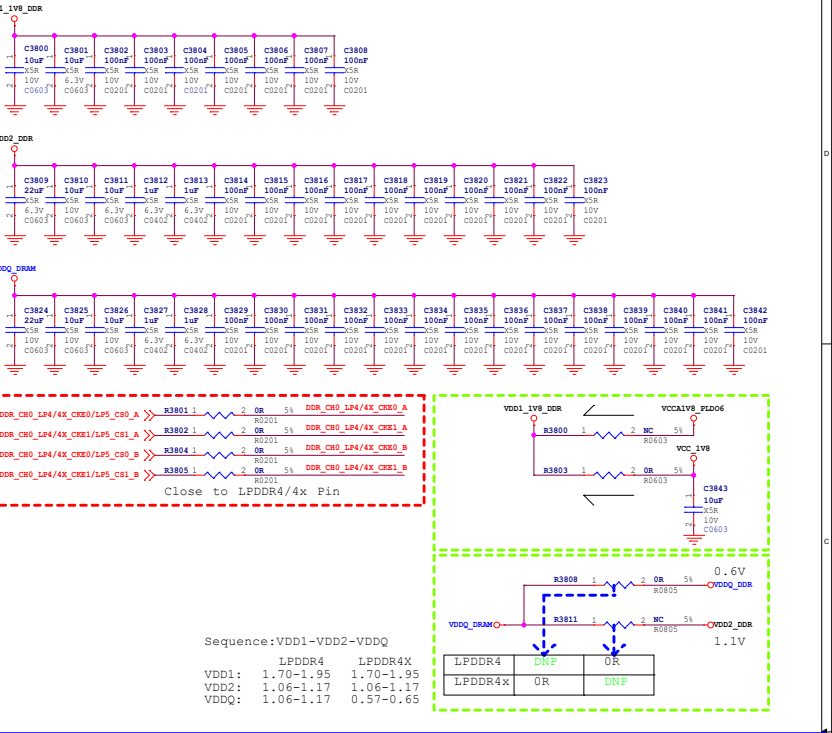 1_1V8_DDR
C3800 C3801 C3802 C3803 C3804 C3805 C3806 C3807 C3808
10uF 10uF 100nF 100nF 100nF 100nF 100nF 100nF 100nF
X5R X5R X5R X5R X5R X5R X5R X5R X5R
10V 6.3V 10V 10V 10V 10V 10V 10V 10V
C0603 C0603 C0201 C0201 C0201 C0201 C0201 C0201 C0201
DD2_DDR
C3809 C3810 C3811 C3812 C3813 C3814 C3815 C3816 C3817 C3818 C3819 C3820 C3821 C3822 C3823
22uF 10uF 10uF 1uF 1uF 100nF 100nF 100nF 100nF 100nF 100nF 100nF 100nF 100nF 100nF
X5R X5R X5R X5R X5R X5R X5R X5R X5R X5R X5R X5R X5R X5R X5R
6.3V 10V 6.3V 6.3V 6.3V 10V 10V 10V 10V 10V 10V 10V 10V 10V 10V
C0603 C0603 C0603 C0402 C0402 C0201 C0201 C0201 C0201 C0201 C0201 C0201 C0201 C0201 C0201
D
DDQ_DRAM
C3824 C3825 C3826 C3827 C3828 C3829 C3830 C3831 C3832 C3833 C3834 C3835 C3836 C3837 C3838 C3839 C3840 C3841 C3842
22uF 10uF 10uF 1uF 1uF 100nF 100nF 100nF 100nF 100nF 100nF 100nF 100nF 100nF 100nF 100nF 100nF 100nF 100nF
X5R X5R X5R X5R X5R X5R X5R X5R X5R X5R X5R X5R X5R X5R X5R X5R X5R X5R X5R
10V 10V 10V 6.3V 6.3V 10V 10V 10V 10V 10V 10V 10V 10V 10V 10V 10V 10V 10V 10V
C0603 C0603 C0603 C0402 C0402 C0201 C0201 C0201 C0201 C0201 C0201 C0201 C0201 C0201 C0201 C0201 C0201 C0201 C0201
DDR_CH0_LP4/4X_CKE0/LP5_CS0_A R3801 1 2 0R 5% DDR_CH0_LP4/4X_CKE0_A
R0201
DDR_CH0_LP4/4X_CKE1/LP5_CS1_A R3802 1 2 0R 5% DDR_CH0_LP4/4X_CKE1_A
R0201
DDR_CH0_LP4/4X_CKE0/LP5_CS0_B R3804 1 2 0R 5% DDR_CH0_LP4/4X_CKE0_B
R0201
DDR_CH0_LP4/4X_CKE1/LP5_CS1_B R3805 1 2 0R 5% DDR_CH0_LP4/4X_CKE1_B
R0201
Close to LPDDR4/4x Pin
VDD1_1V8_DDR VCCA1V8_PLDO6
R3800 1 2 NC 5%
R0603
VCC_1V8
R3803 1 2 0R 5%
R0603
C3843
10uF
X5R
10V
C0603
C
0.6V
R3808 1 2 0R 5% VDDQ_DDR
R0805
VDDQ_DRAM R3811 1 2 NC 5% VDD2_DDR
R0805
1.1V
LPDDR4 DNP 0R
LPDDR4x 0R DNP
Sequence:VDD1-VDD2-VDDQ
LPDDR4 LPDDR4X
VDD1: 1.70-1.95 1.70-1.95
VDD2: 1.06-1.17 1.06-1.17
VDDQ: 1.06-1.17 0.57-0.65